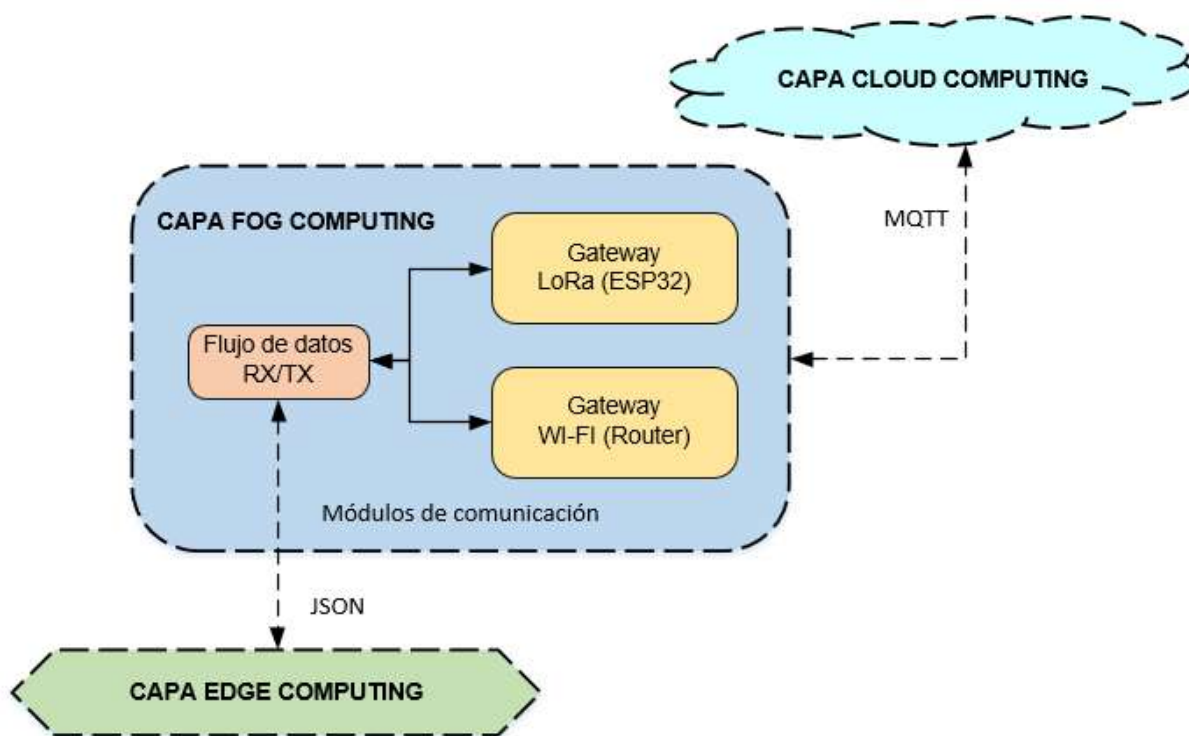 CAPA CLOUD COMPUTING
MQTT
CAPA FOG COMPUTING
Gateway
LoRa (ESP32)
Flujo de datos
RX/TX
Gateway
WI-FI (Router)
Módulos de comunicación
JSON
CAPA EDGE COMPUTING